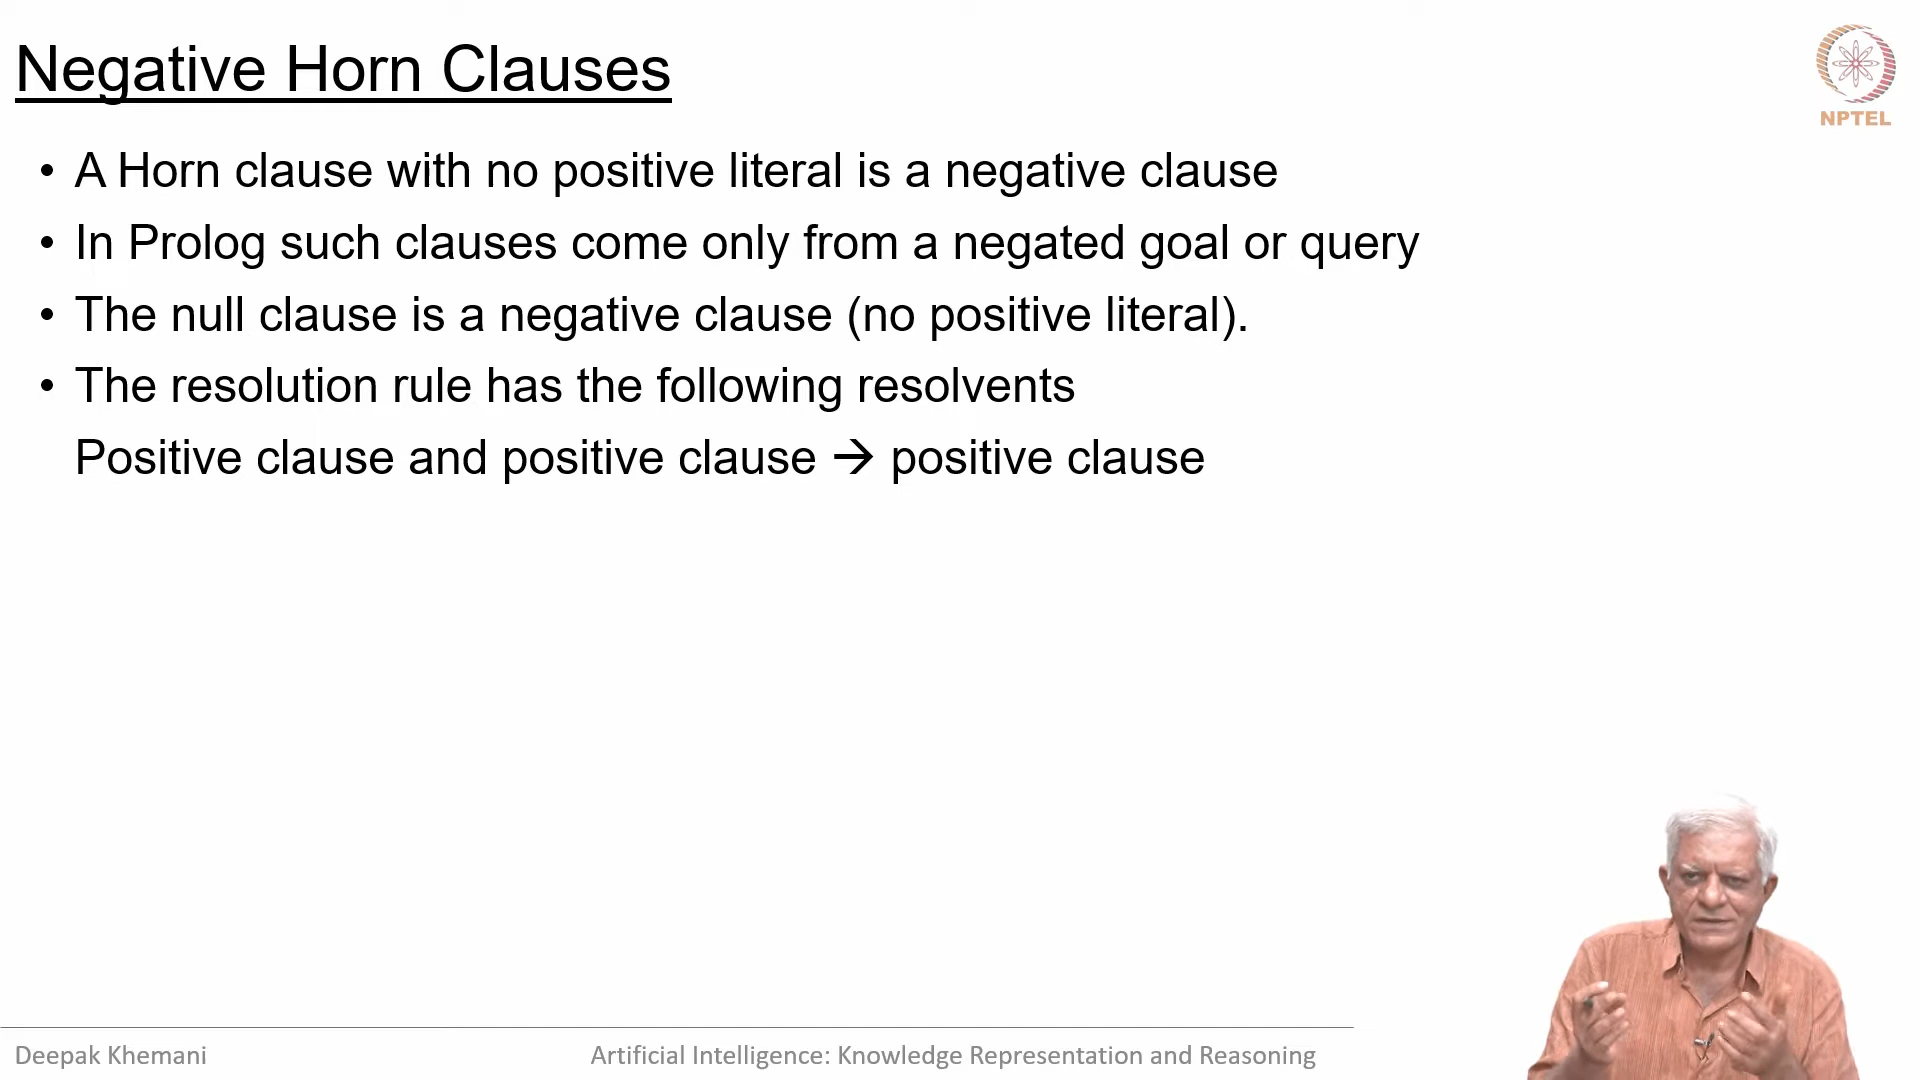 Negative Horn Clauses
NPTEL
• A Horn clause with no positive literal is a negative clause
• In Prolog such clauses come only from a negated goal or query
• The null clause is a negative clause (no positive literal).
• The resolution rule has the following resolvents
Positive clause and positive clause → positive clause
Deepak Khemani
Artificial Intelligence: Knowledge Representation and Reasoning